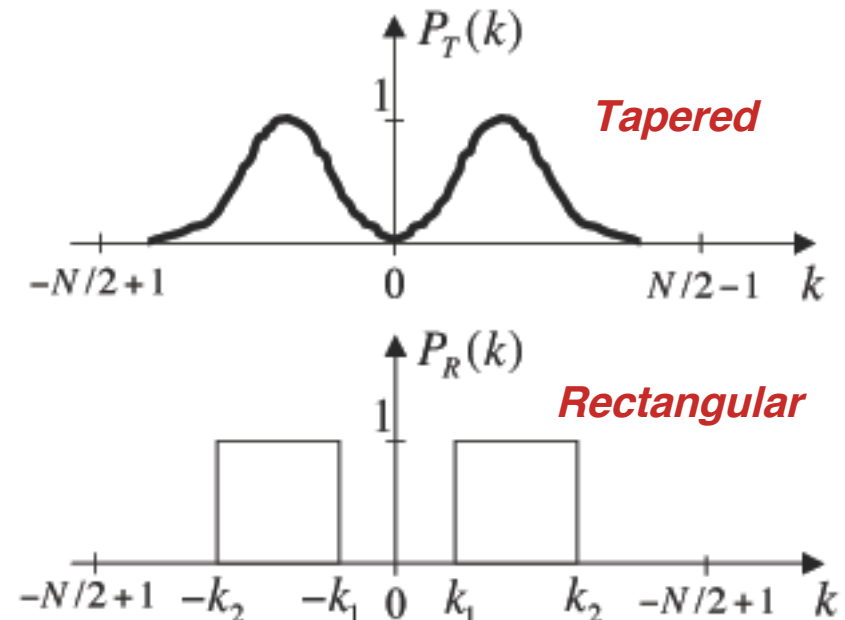 P_T(k)
1
Tapered
-N/2+1 0 N/2-1 k
P_R(k)
Rectangular
1
-N/2+1 -k_2 -k_1 0 k_1 k_2 -N/2+1 k